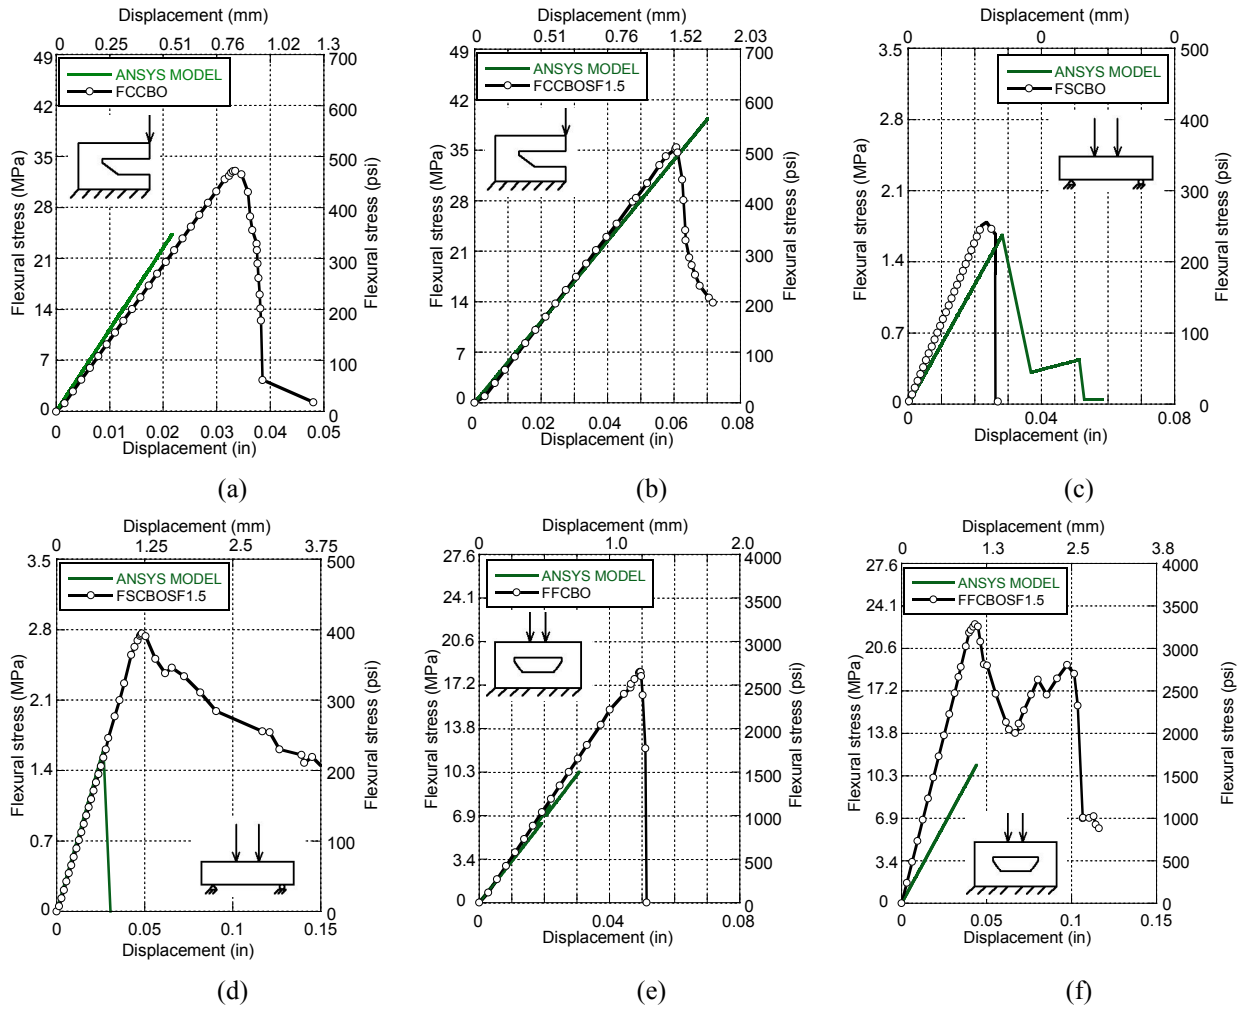 Displacement (mm)
0 0.25 0.51 0.76 1.02 1.3
49 42 35 28 21 14 7 0
Flexural stress (MPa)
ANSYS MODEL
FCCBO
700 600 500 400 300 200 100 0
Flexural stress (psi)
0 0.01 0.02 0.03 0.04 0.05
Displacement (in)
(a)
Displacement (mm)
0 0.51 0.76 1.52 2.03
49 42 35 28 21 14 7 0
Flexural stress (MPa)
ANSYS MODEL
FCCBOSF1.5
700 600 500 400 300 200 100 0
Flexural stress (psi)
0 0.02 0.04 0.06 0.08
Displacement (in)
(b)
Displacement (mm)
0 0 0
3.5 2.8 2.1 1.4 0.7 0
Flexural stress (MPa)
ANSYS MODEL
FSCBO
500 400 300 200 100 0
Flexural stress (psi)
0 0.04 0.08
Displacement (in)
(c)
Displacement (mm)
0 1.25 2.5 3.75
3.5 2.8 2.1 1.4 0.7 0
Flexural stress (MPa)
ANSYS MODEL
FSCBOSF1.5
500 400 300 200 100 0
Flexural stress (psi)
0 0.05 0.1 0.15
Displacement (in)
(d)
Displacement (mm)
0 1.0 2.0
27.6 24.1 20.6 17.2 13.8 10.3 6.9 3.4 0
Flexural stress (MPa)
ANSYS MODEL
FFCBO
4000 3500 3000 2500 2000 1500 1000 500 0
Flexural stress (psi)
0 0.04 0.08
Displacement (in)
(e)
Displacement (mm)
0 1.3 2.5 3.8
27.6 24.1 20.6 17.2 13.8 10.3 6.9 3.4 0
Flexural stress (MPa)
ANSYS MODEL
FFCBOSF1.5
4000 3500 3000 2500 2000 1500 1000 500 0
Flexural stress (psi)
0 0.05 0.1 0.15
Displacement (in)
(f)